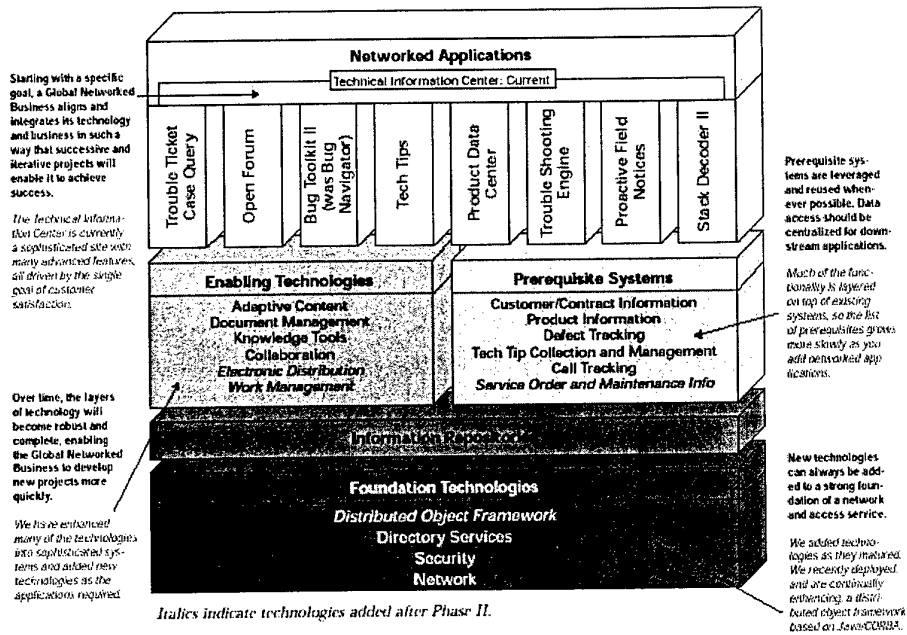 Networked Applications
Technical Information Center: Current
Trouble Ticket
Case Query
Open Forum
Bug Toolkit II
(was Bug
Navigator)
Tech Tips
Product Data
Center
Trouble Shooting
Engine
Proactive Field
Notices
Stack Decoder II
Starting with a specific
goal, a Global Networked
Business aligns and
integrates its technology
and business in such a
way that successive and
iterative projects will
enable it to achieve
success.
The Technical Informa-
tion Center is currently
a sophisticated site with
many advanced features,
all driven by the single
goal of customer
satisfaction.
Enabling Technologies
Adaptive Content
Document Management
Knowledge Tools
Collaboration
Electronic Distribution
Work Management
Prerequisite Systems
Customer/Contract Information
Product Information
Defect Tracking
Tech Tip Collection and Management
Call Tracking
Service Order and Maintenance Info
Prerequisite sys-
tems are leveraged
and reused when-
ever possible. Data
access should be
centralized for down-
stream applications.
Much of the func-
tionality is layered
on top of existing
systems, so the list
of prerequisites grows
more slowly as you
add networked app
lications.
Over time, the layers
of technology will
become robust and
complete, enabling
the Global Networked
Business to develop
new projects more
quickly.
We have enhanced
many of the technologies
into sophisticated sys-
tems and added new
technologies as the
applications required.
Information Repository
Foundation Technologies
Distributed Object Framework
Directory Services
Security
Network
New technologies
can always be add-
ed to a strong foun-
dation of a network
and access service.
We added techno-
logies as they matured.
We recently deployed,
and are continually
enhancing, a distri-
buted object framework
based on Java/CORBA.
Italics indicate technologies added after Phase II.